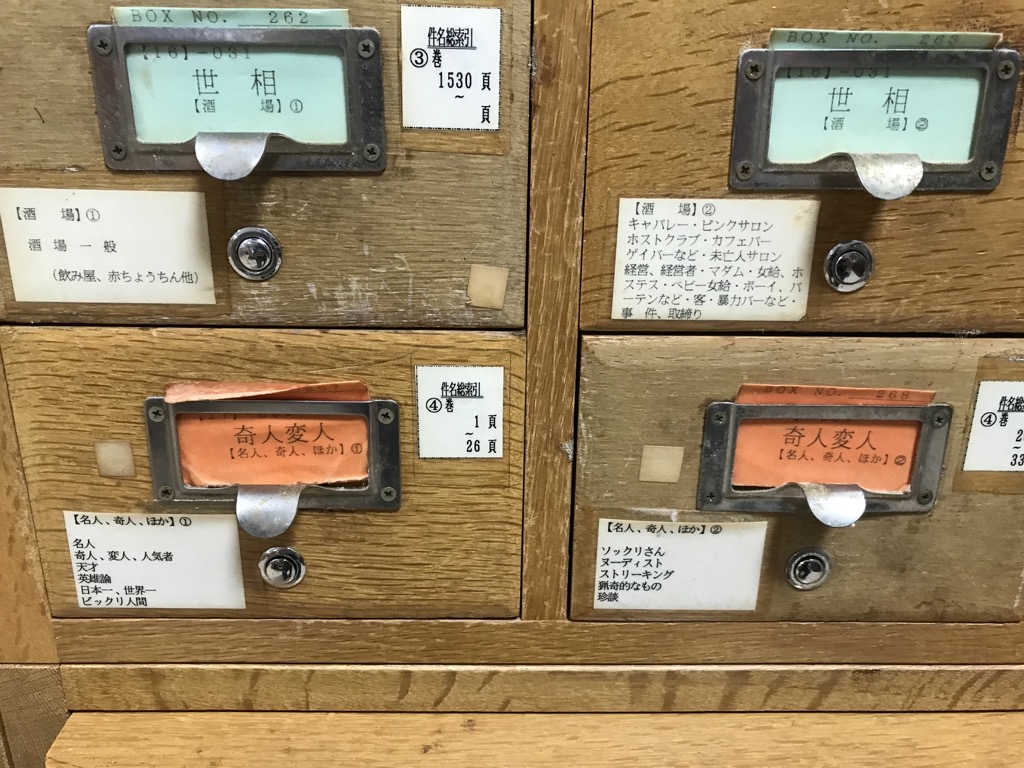 BOX NO. 262
【16】-031
世 相
【酒 場】①
件名総索引
③巻
1530 頁
~
頁
【酒 場】①
酒 場 一 般
(飲み屋、赤ちょうちん他)
BOX NO. 263
【16】-031
世 相
【酒 場】②
【酒 場】②
キャバレー・ピンクサロン
ホストクラブ・カフェバー
ゲイバーなど・未亡人サロン
経営、経営者・マダム・女給、ホ
ステス・ベビー女給・ボーイ、バ
ーテンなど・客・暴力バーなど・
事 件、取締り
奇人変人
【名人、奇人、ほか】①
件名総索引
④巻
1 頁
~
26 頁
【名人、奇人、ほか】①
名人
奇人、変人、人気者
天才
英雄論
日本一、世界一
ビックリ人間
BOX NO. 268
奇人変人
【名人、奇人、ほか】②
件名総索
④巻
【名人、奇人、ほか】②
ソックリさん
ヌーディスト
ストリーキング
猟奇的なもの
珍談